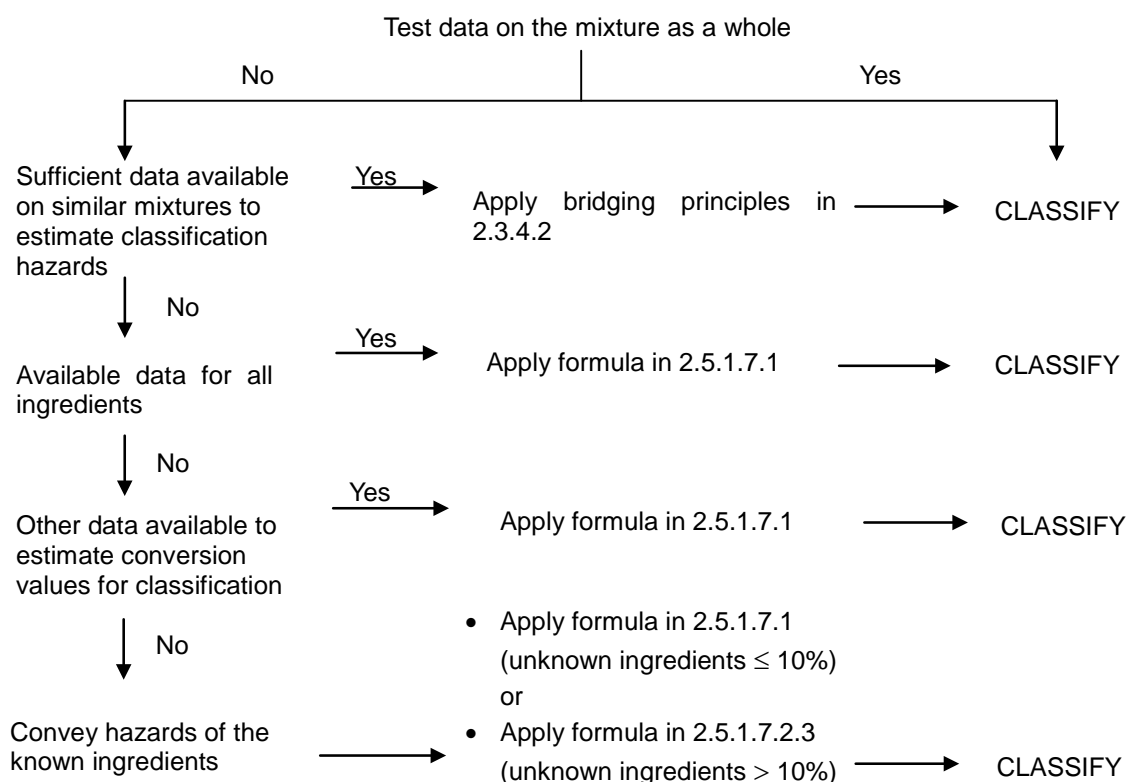 Test data on the mixture as a whole
No
Yes
Sufficient data available
on similar mixtures to
estimate classification
hazards
Yes
Apply bridging principles in
2.3.4.2
CLASSIFY
No
Available data for all
ingredients
Yes
Apply formula in 2.5.1.7.1
CLASSIFY
No
Other data available to
estimate conversion
values for classification
Yes
Apply formula in 2.5.1.7.1
CLASSIFY
No
Convey hazards of the
known ingredients
• Apply formula in 2.5.1.7.1
(unknown ingredients ≤ 10%)
or
• Apply formula in 2.5.1.7.2.3
(unknown ingredients > 10%)
CLASSIFY